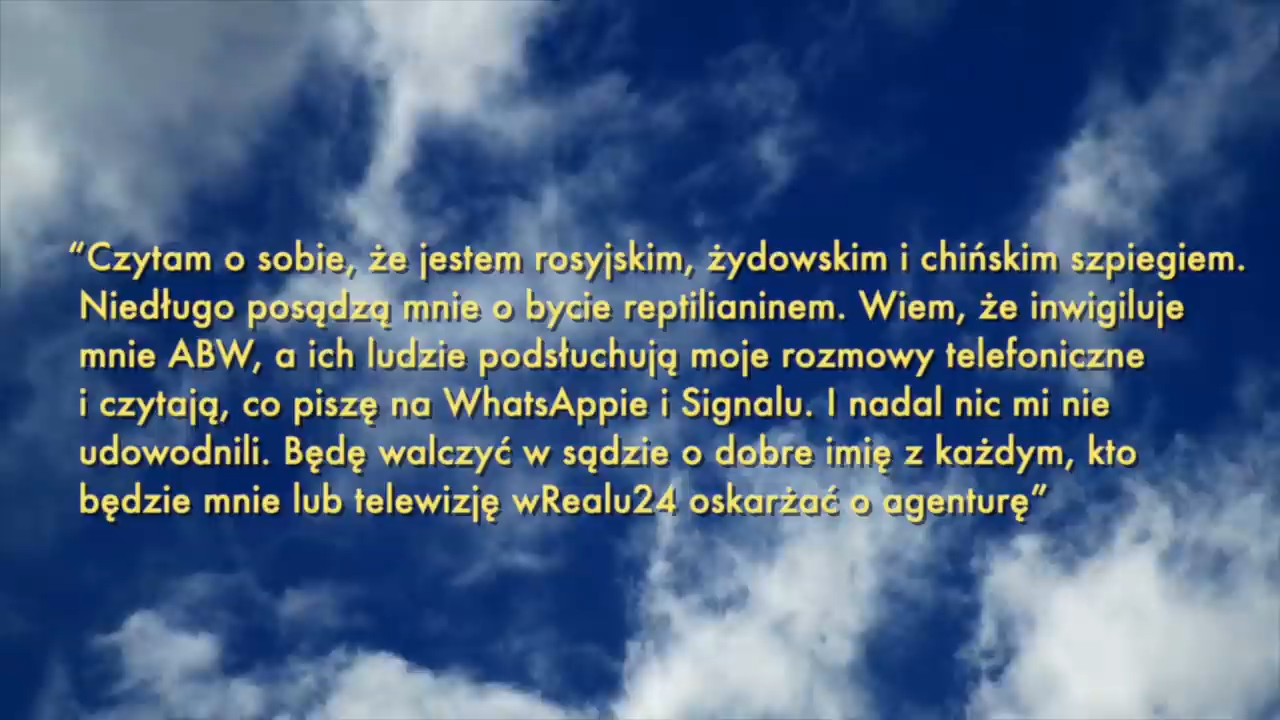 “Czytam o sobie, że jestem rosyjskim, żydowskim i chińskim szpiegiem.
Niedługo posądzą mnie o bycie reptilianinem. Wiem, że inwigiluje
mnie ABW, a ich ludzie podsłuchują moje rozmowy telefoniczne
i czytają, co piszę na WhatsAppie i Signalu. I nadal nic mi nie
udowodnili. Będę walczyć w sądzie o dobre imię z każdym, kto
będzie mnie lub telewizję wRealu24 oskarżać o agenturę”